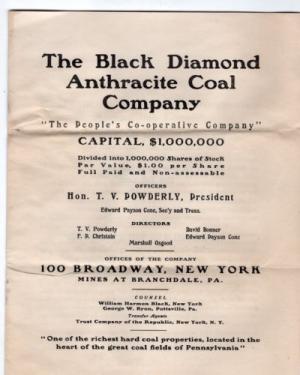 The Black Diamond
Anthracite Coal
Company
"The People's Co-operative Company"
CAPITAL, $1,000,000
Divided into 1,000,000 Shares of Stock
Par Value, $1.00 per Share
Full Paid and Non-assessable
OFFICERS
Hon. T. V. POWDERLY, President
Edward Payson Cone, Sec'y and Treas.
DIRECTORS
T. V. Powderly David Bonner
F. D. Christain Edward Payson Cone
Marshall Osgood
OFFICES OF THE COMPANY
100 BROADWAY, NEW YORK
MINES AT BRANCHDALE, PA.
COUNSEL
William Harmon Black, New York
George W. Ryon, Pottsville, Pa.
Transfer Agents
Trust Company of the Republic, New York, N. Y.
"One of the richest hard coal properties, located in the
heart of the great coal fields of Pennsylvania"